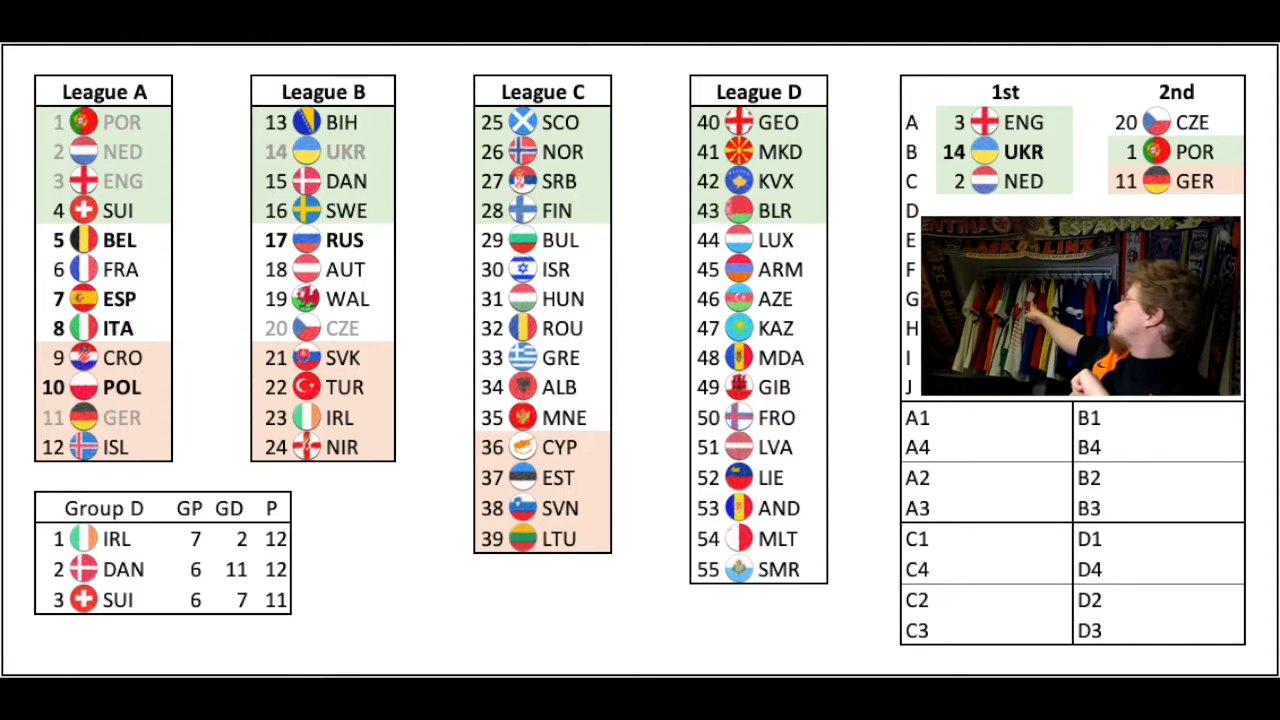 League A
1 POR
2 NED
3 ENG
4 SUI
5 BEL
6 FRA
7 ESP
8 ITA
9 CRO
10 POL
11 GER
12 ISL
League B
13 BIH
14 UKR
15 DAN
16 SWE
17 RUS
18 AUT
19 WAL
20 CZE
21 SVK
22 TUR
23 IRL
24 NIR
League C
25 SCO
26 NOR
27 SRB
28 FIN
29 BUL
30 ISR
31 HUN
32 ROU
33 GRE
34 ALB
35 MNE
36 CYP
37 EST
38 SVN
39 LTU
League D
40 GEO
41 MKD
42 KVX
43 BLR
44 LUX
45 ARM
46 AZE
47 KAZ
48 MDA
49 GIB
50 FRO
51 LVA
52 LIE
53 AND
54 MLT
55 SMR
1st 2nd
A 3 ENG 20 CZE
B 14 UKR 1 POR
C 2 NED 11 GER
D
E
F
G
H
I
J
ESPANYOL
LASK LINZ
A1 B1
A4 B4
A2 B2
A3 B3
C1 D1
C4 D4
C2 D2
C3 D3
Group D GP GD P
1 IRL 7 2 12
2 DAN 6 11 12
3 SUI 6 7 11